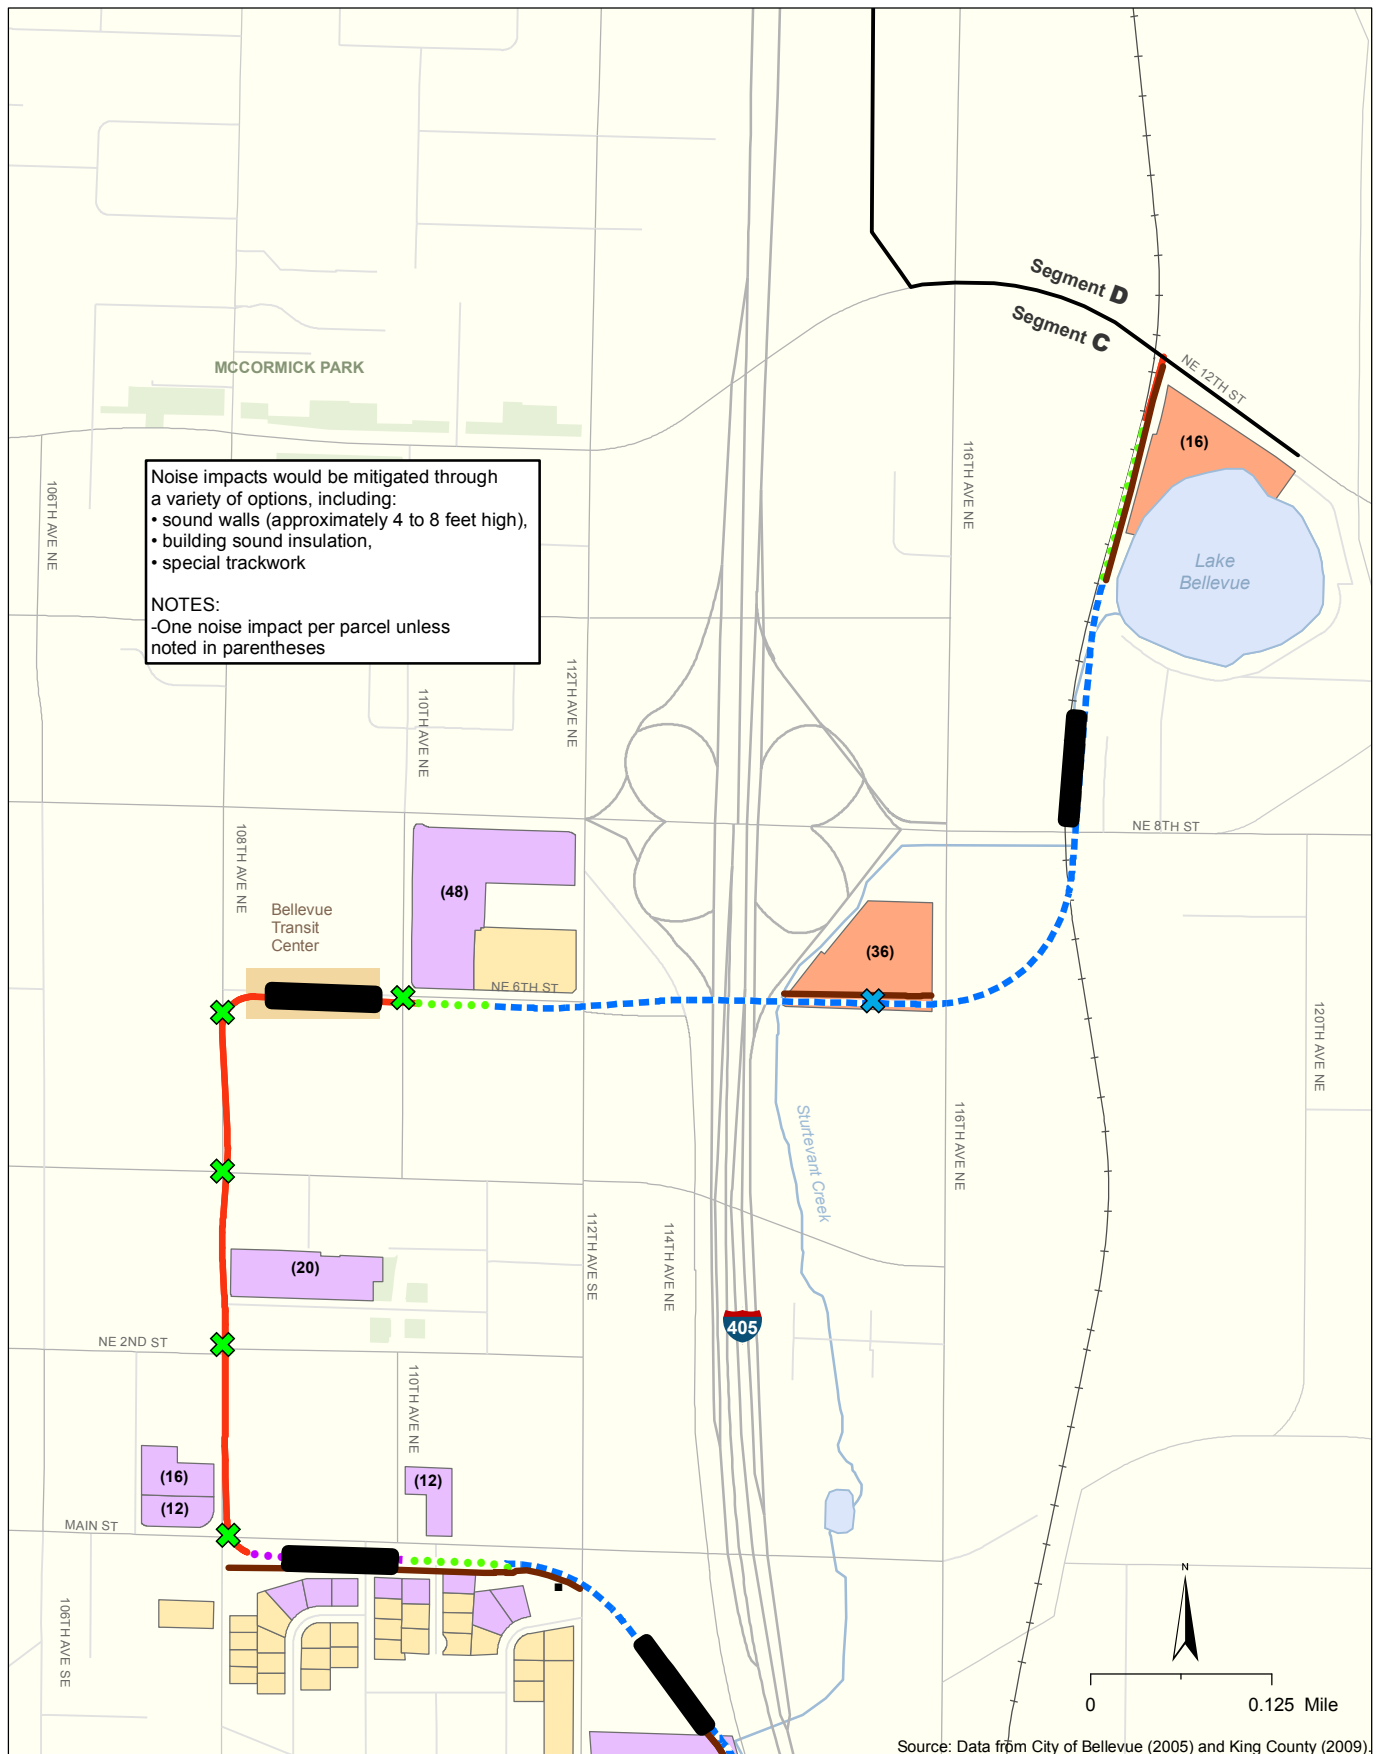 Segment D
Segment C
NE 12TH ST
MCCORMICK PARK
(16)
116TH AVE NE
106TH AVE NE
Noise impacts would be mitigated through
a variety of options, including:
• sound walls (approximately 4 to 8 feet high),
• building sound insulation,
• special trackwork
NOTES:
-One noise impact per parcel unless
noted in parentheses
Lake
Bellevue
112TH AVE NE
110TH AVE NE
NE 8TH ST
108TH AVE NE
(48)
Bellevue
Transit
Center
(36)
NE 6TH ST
120TH AVE NE
Sturtevant Creek
116TH AVE NE
112TH AVE SE
114TH AVE NE
(20)
405
NE 2ND ST
110TH AVE NE
(16)
(12)
(12)
MAIN ST
106TH AVE SE
N
0
0.125 Mile
Source: Data from City of Bellevue (2005) and King County (2009).